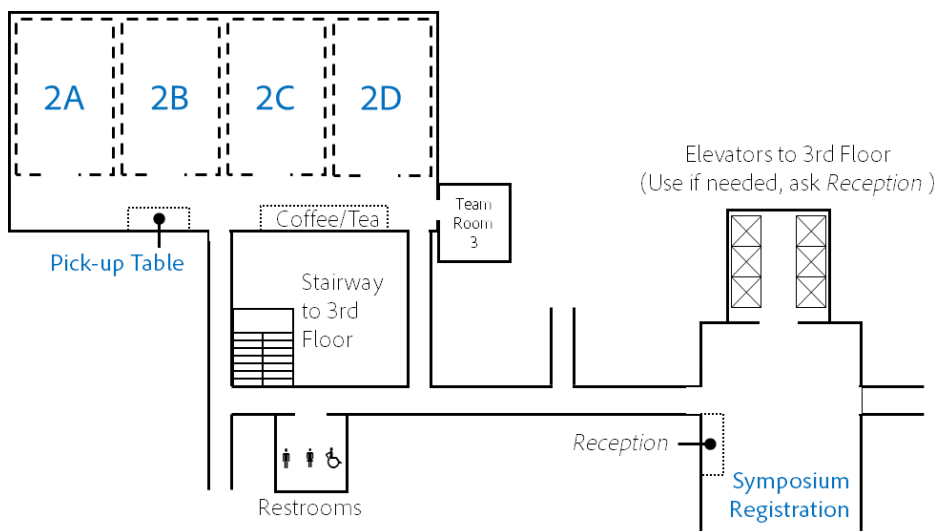 2A
2B
2C
2D
Elevators to 3rd Floor
(Use if needed, ask Reception )
Team
Room
3
Coffee/Tea
Pick-up Table
Stairway
to 3rd
Floor
Reception
Symposium
Registration
Restrooms